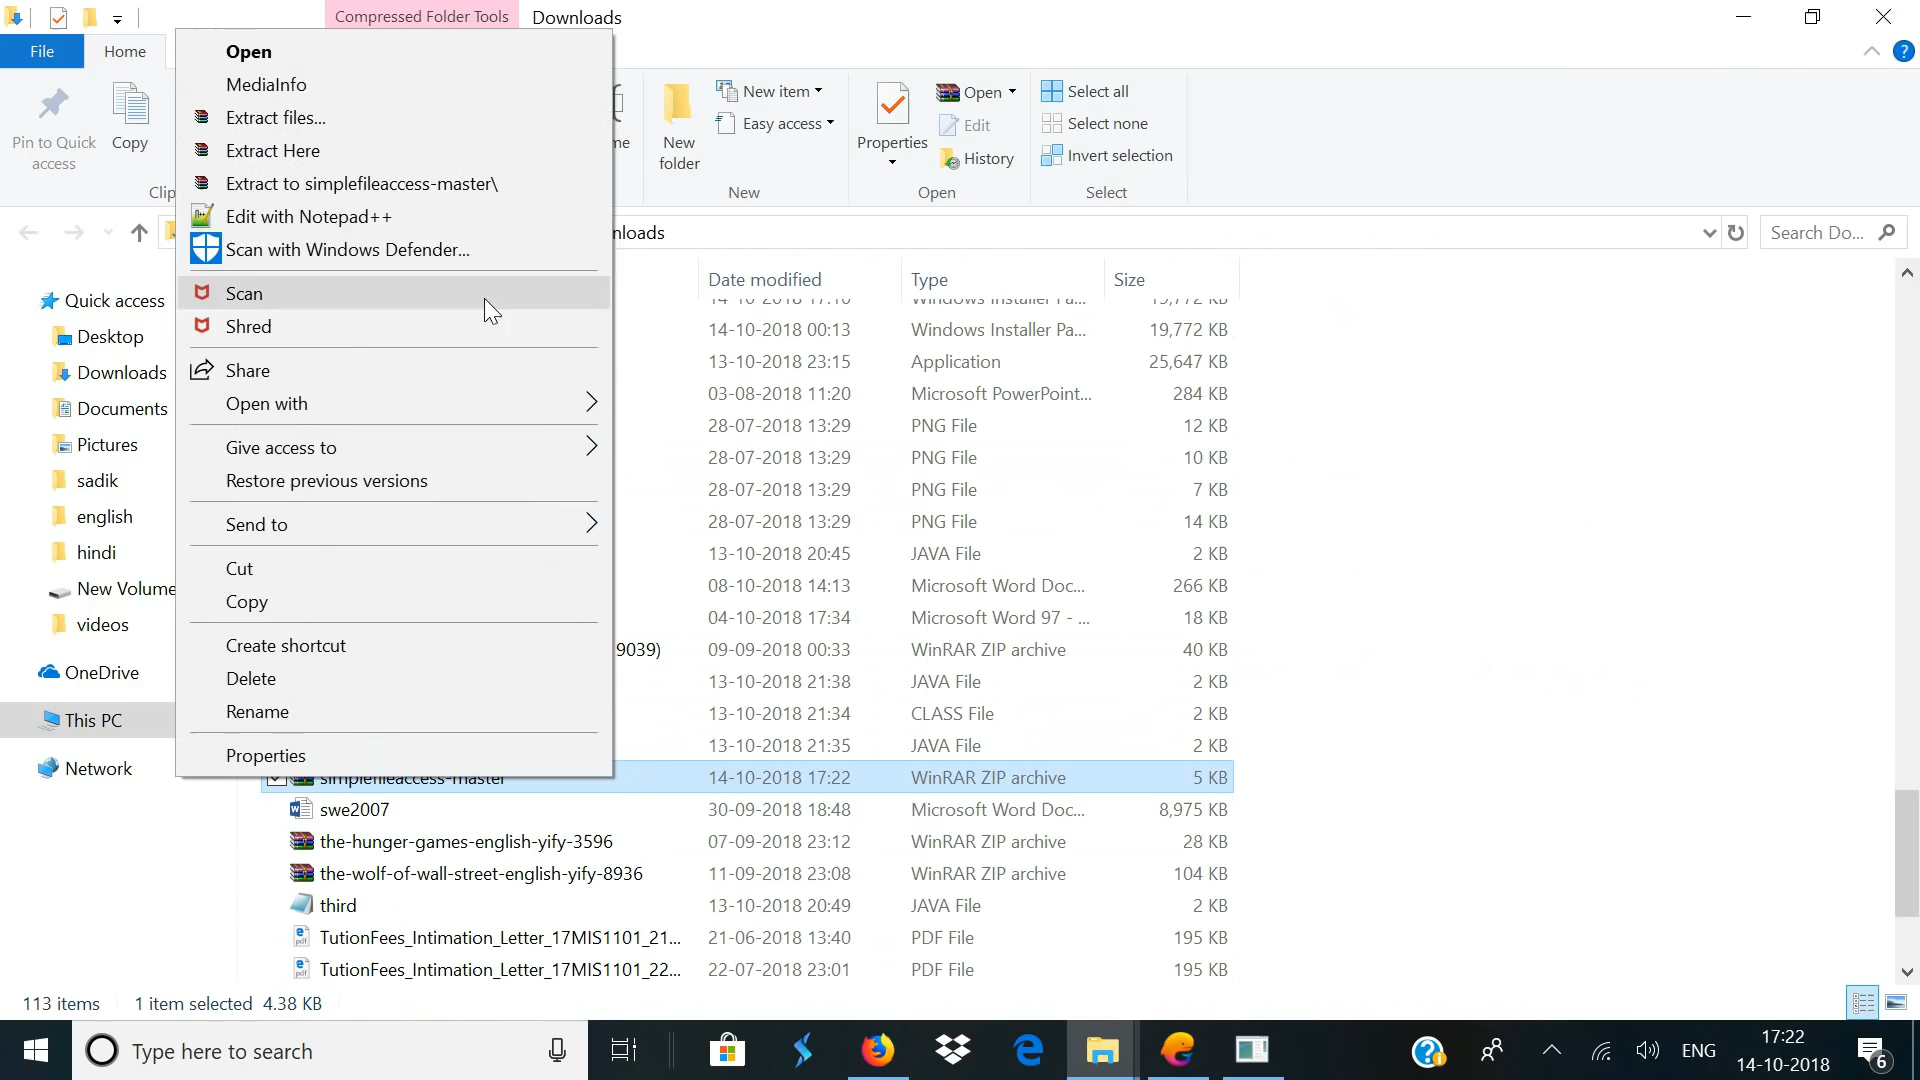 Compressed Folder Tools
Downloads
File
Home
Pin to Quick access
Copy
Clip
New folder
New item
Easy access
New
Properties
Open
Edit
History
Open
Select all
Select none
Invert selection
Select
Open
MediaInfo
Extract files...
Extract Here
Extract to simplefileaccess-master\
Edit with Notepad++
Scan with Windows Defender...
Scan
Shred
Share
Open with
Give access to
Restore previous versions
Send to
Cut
Copy
Create shortcut
Delete
Rename
Properties
nloads
Search Do...
Quick access
Desktop
Downloads
Documents
Pictures
sadik
english
hindi
New Volume
videos
OneDrive
This PC
Network
Date modified Type Size
14-10-2018 17:10 Windows Installer Pa... 19,772 KB
14-10-2018 00:13 Windows Installer Pa... 19,772 KB
13-10-2018 23:15 Application 25,647 KB
03-08-2018 11:20 Microsoft PowerPoint... 284 KB
28-07-2018 13:29 PNG File 12 KB
28-07-2018 13:29 PNG File 10 KB
28-07-2018 13:29 PNG File 7 KB
28-07-2018 13:29 PNG File 14 KB
13-10-2018 20:45 JAVA File 2 KB
08-10-2018 14:13 Microsoft Word Doc... 266 KB
04-10-2018 17:34 Microsoft Word 97 - ... 18 KB
9039) 09-09-2018 00:33 WinRAR ZIP archive 40 KB
13-10-2018 21:38 JAVA File 2 KB
13-10-2018 21:34 CLASS File 2 KB
13-10-2018 21:35 JAVA File 2 KB
simplefileaccess-master 14-10-2018 17:22 WinRAR ZIP archive 5 KB
swe2007 30-09-2018 18:48 Microsoft Word Doc... 8,975 KB
the-hunger-games-english-yify-3596 07-09-2018 23:12 WinRAR ZIP archive 28 KB
the-wolf-of-wall-street-english-yify-8936 11-09-2018 23:08 WinRAR ZIP archive 104 KB
third 13-10-2018 20:49 JAVA File 2 KB
TutionFees_Intimation_Letter_17MIS1101_21... 21-06-2018 13:40 PDF File 195 KB
TutionFees_Intimation_Letter_17MIS1101_22... 22-07-2018 23:01 PDF File 195 KB
113 items 1 item selected 4.38 KB
Type here to search
ENG
17:22
14-10-2018
6